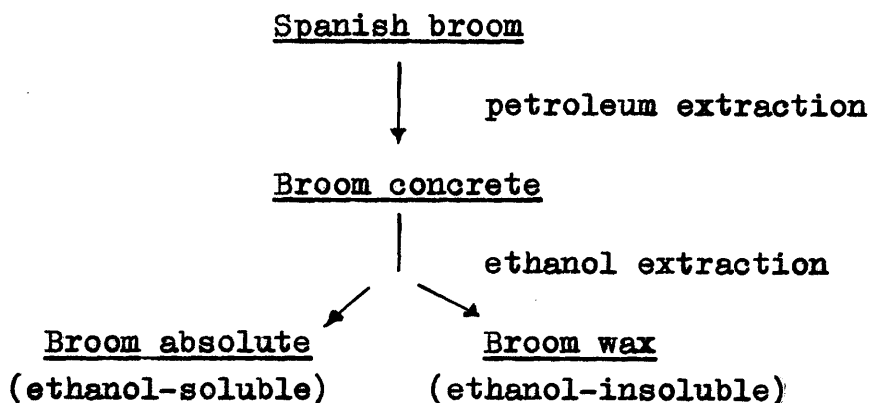 Spanish broom
petroleum extraction
Broom concrete
ethanol extraction
Broom absolute Broom wax
(ethanol-soluble) (ethanol-insoluble)